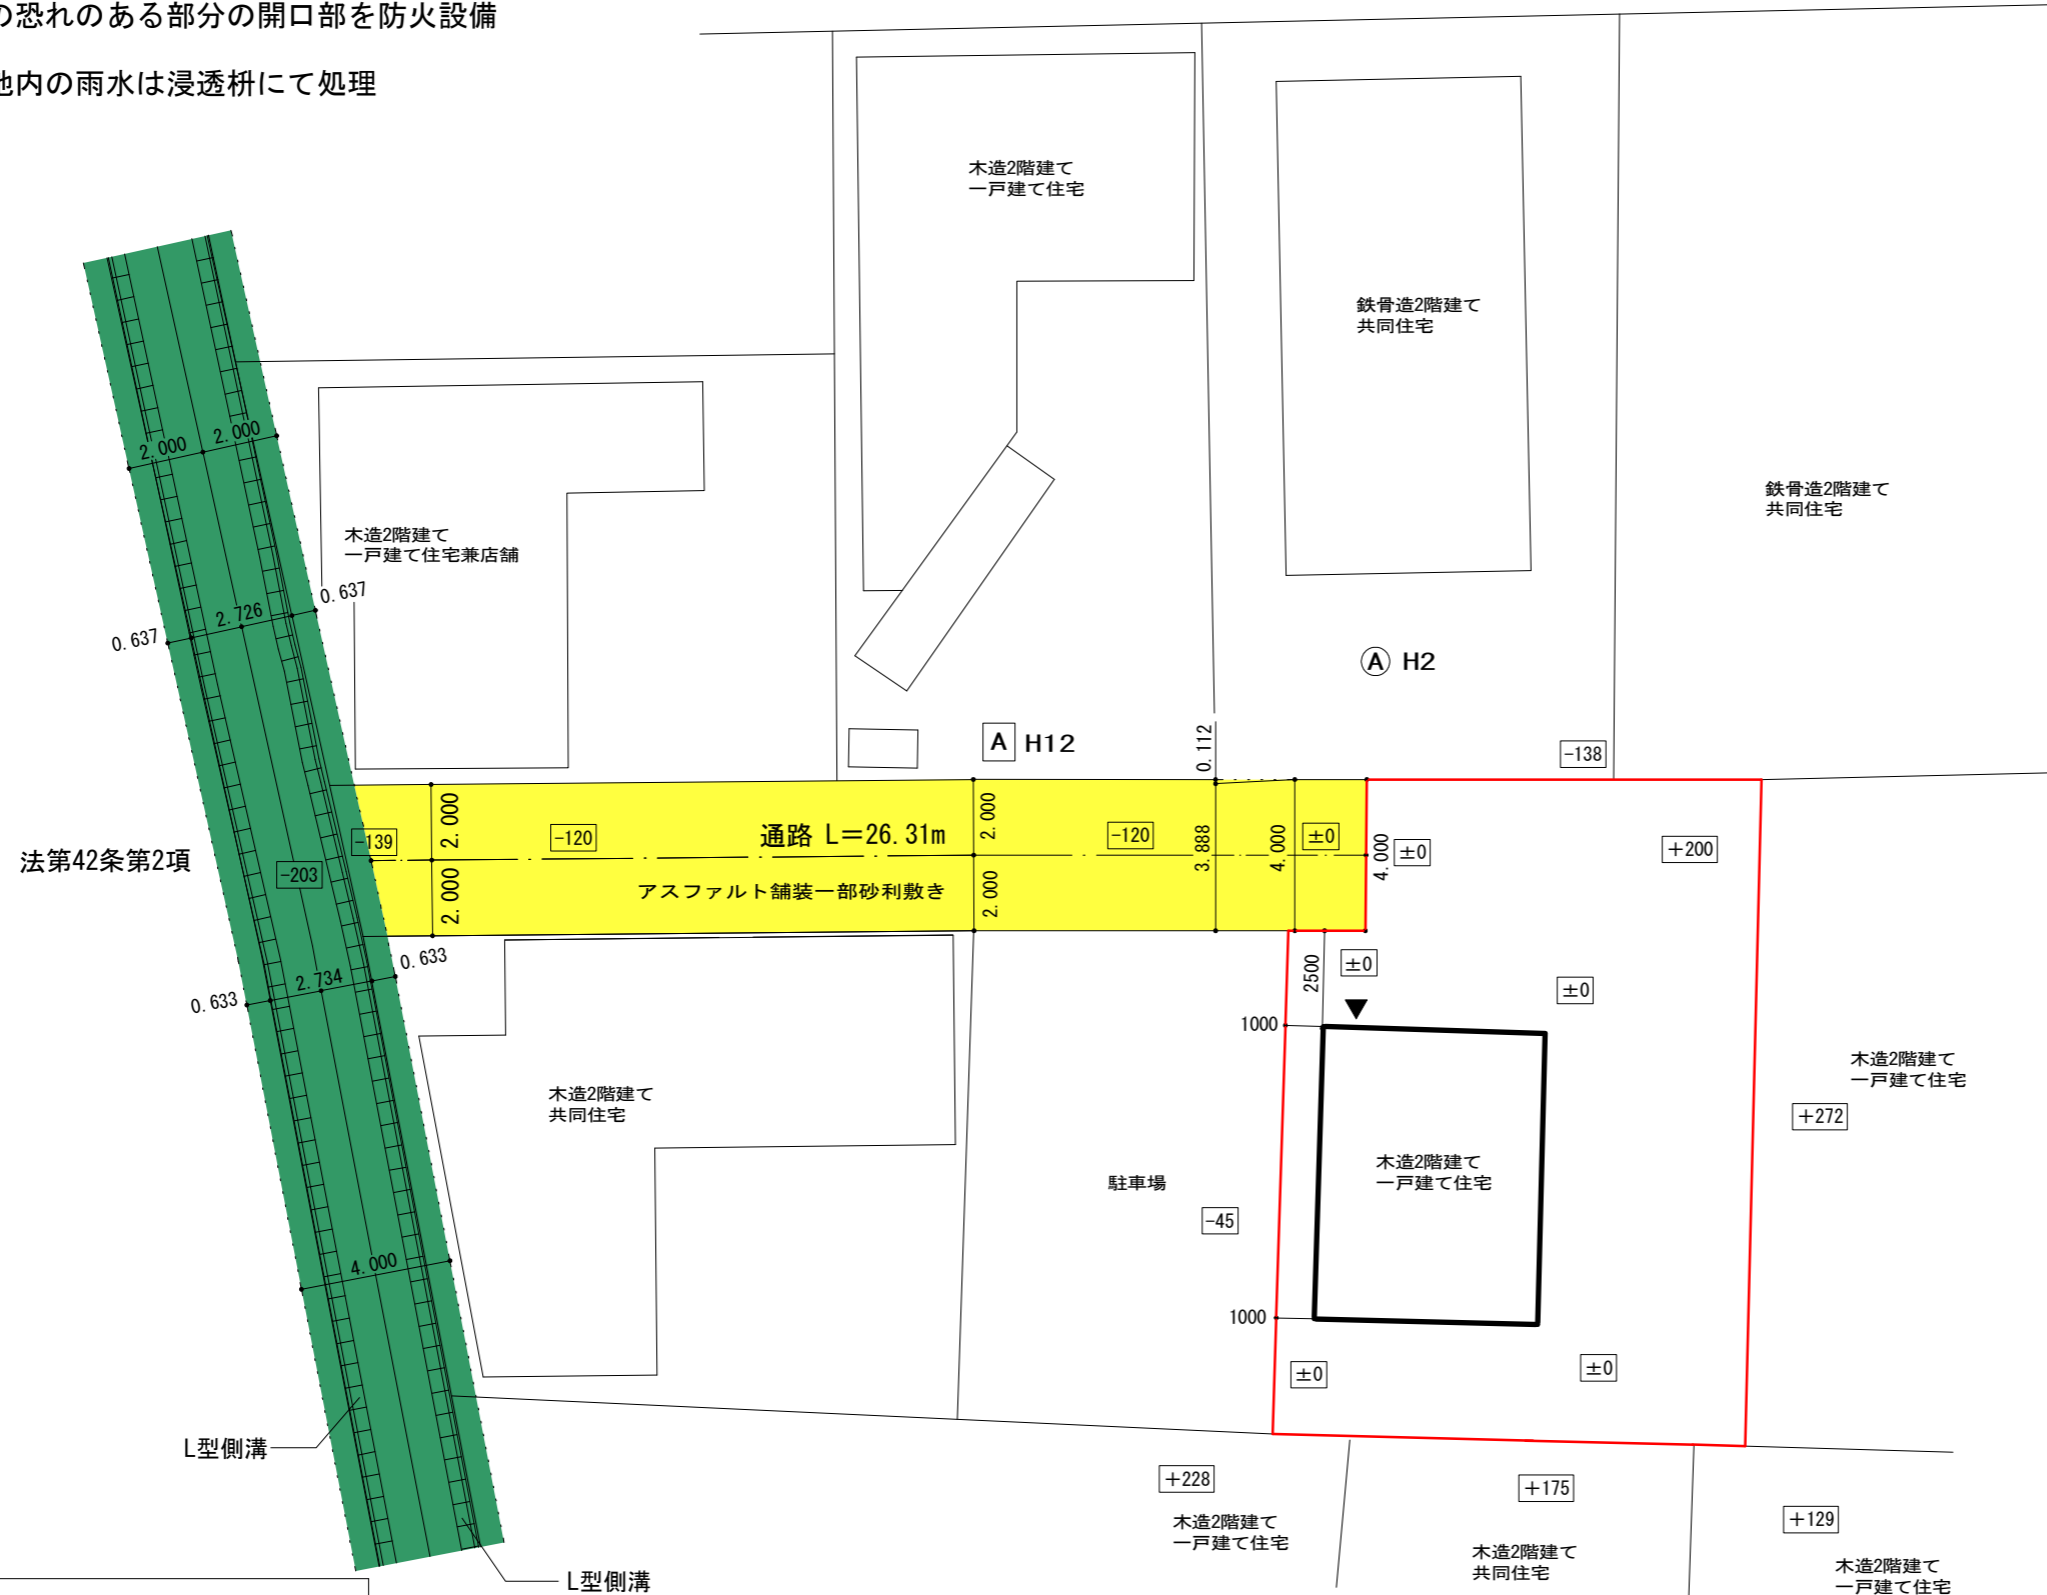 の恐れのある部分の開口部を防火設備
地内の雨水は浸透枡にて処理
木造2階建て
一戸建て住宅
鉄骨造2階建て
共同住宅
鉄骨造2階建て
共同住宅
2.000
2.000
木造2階建て
一戸建て住宅兼店舗
0.637
2.726
0.637
Ⓐ H2
A H12
0.112
-138
法第42条第2項
-203
-139
2.000
2.000
-120
通路 L=26.31m
アスファルト舗装一部砂利敷き
2.000
2.000
-120
3.888
4.000
±0
4.000
±0
+200
0.633
2.734
0.633
2500
±0
±0
1000
木造2階建て
共同住宅
木造2階建て
一戸建て住宅
+272
駐車場
-45
木造2階建て
一戸建て住宅
4.000
1000
±0
±0
L型側溝
L型側溝
+228
木造2階建て
一戸建て住宅
+175
木造2階建て
共同住宅
+129
木造2階建て
一戸建て住宅